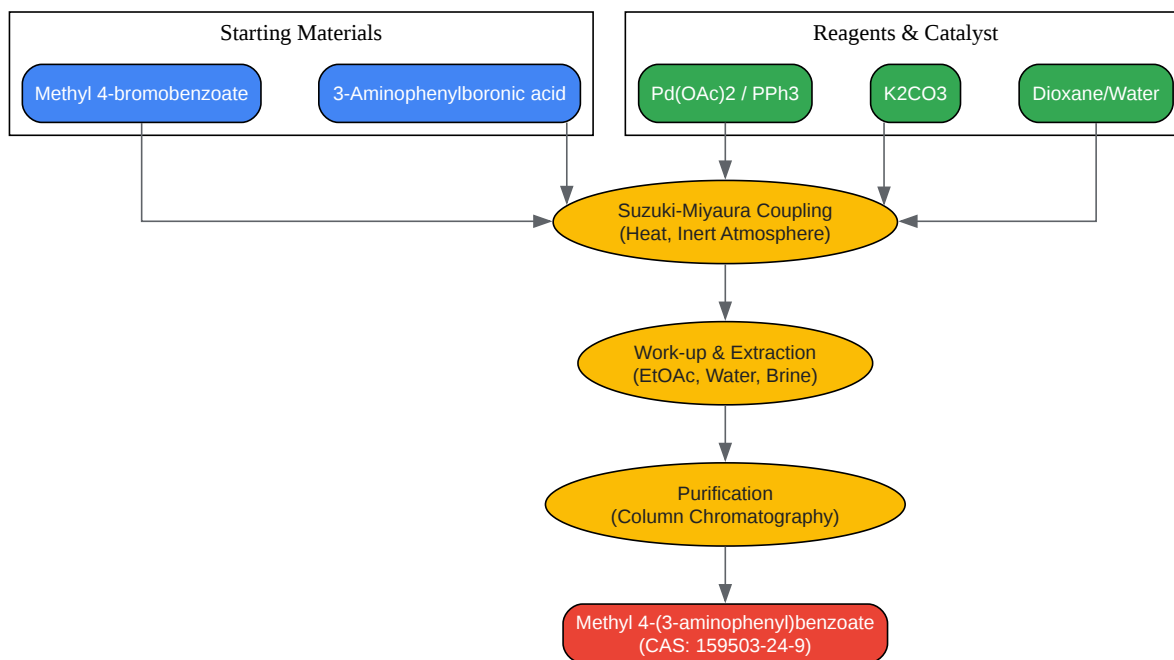 Starting Materials
Reagents & Catalyst
Methyl 4-bromobenzoate
3-Aminophenylboronic acid
Pd(OAc)2 / PPh3
K2CO3
Dioxane/Water
Suzuki-Miyaura Coupling
(Heat, Inert Atmosphere)
Work-up & Extraction
(EtOAc, Water, Brine)
Purification
(Column Chromatography)
Methyl 4-(3-aminophenyl)benzoate
(CAS: 159503-24-9)